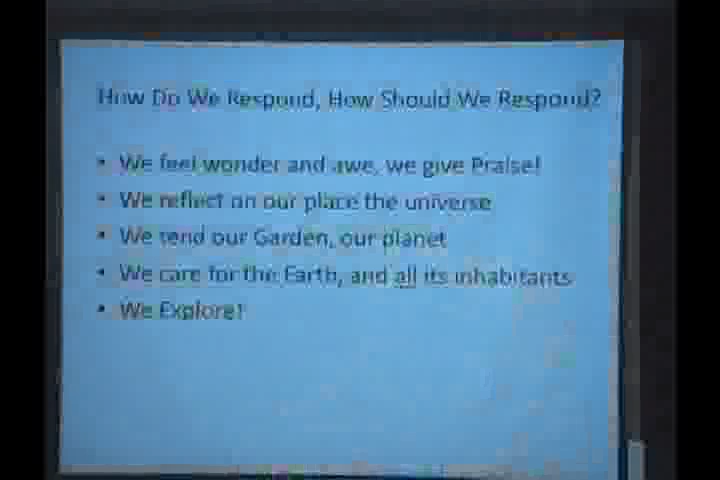 How Do We Respond, How Should We Respond?
• We feel wonder and awe, we give Praise!
• We reflect on our place the universe
• We tend our Garden, our planet
• We care for the Earth, and all its inhabitants
• We Explore!